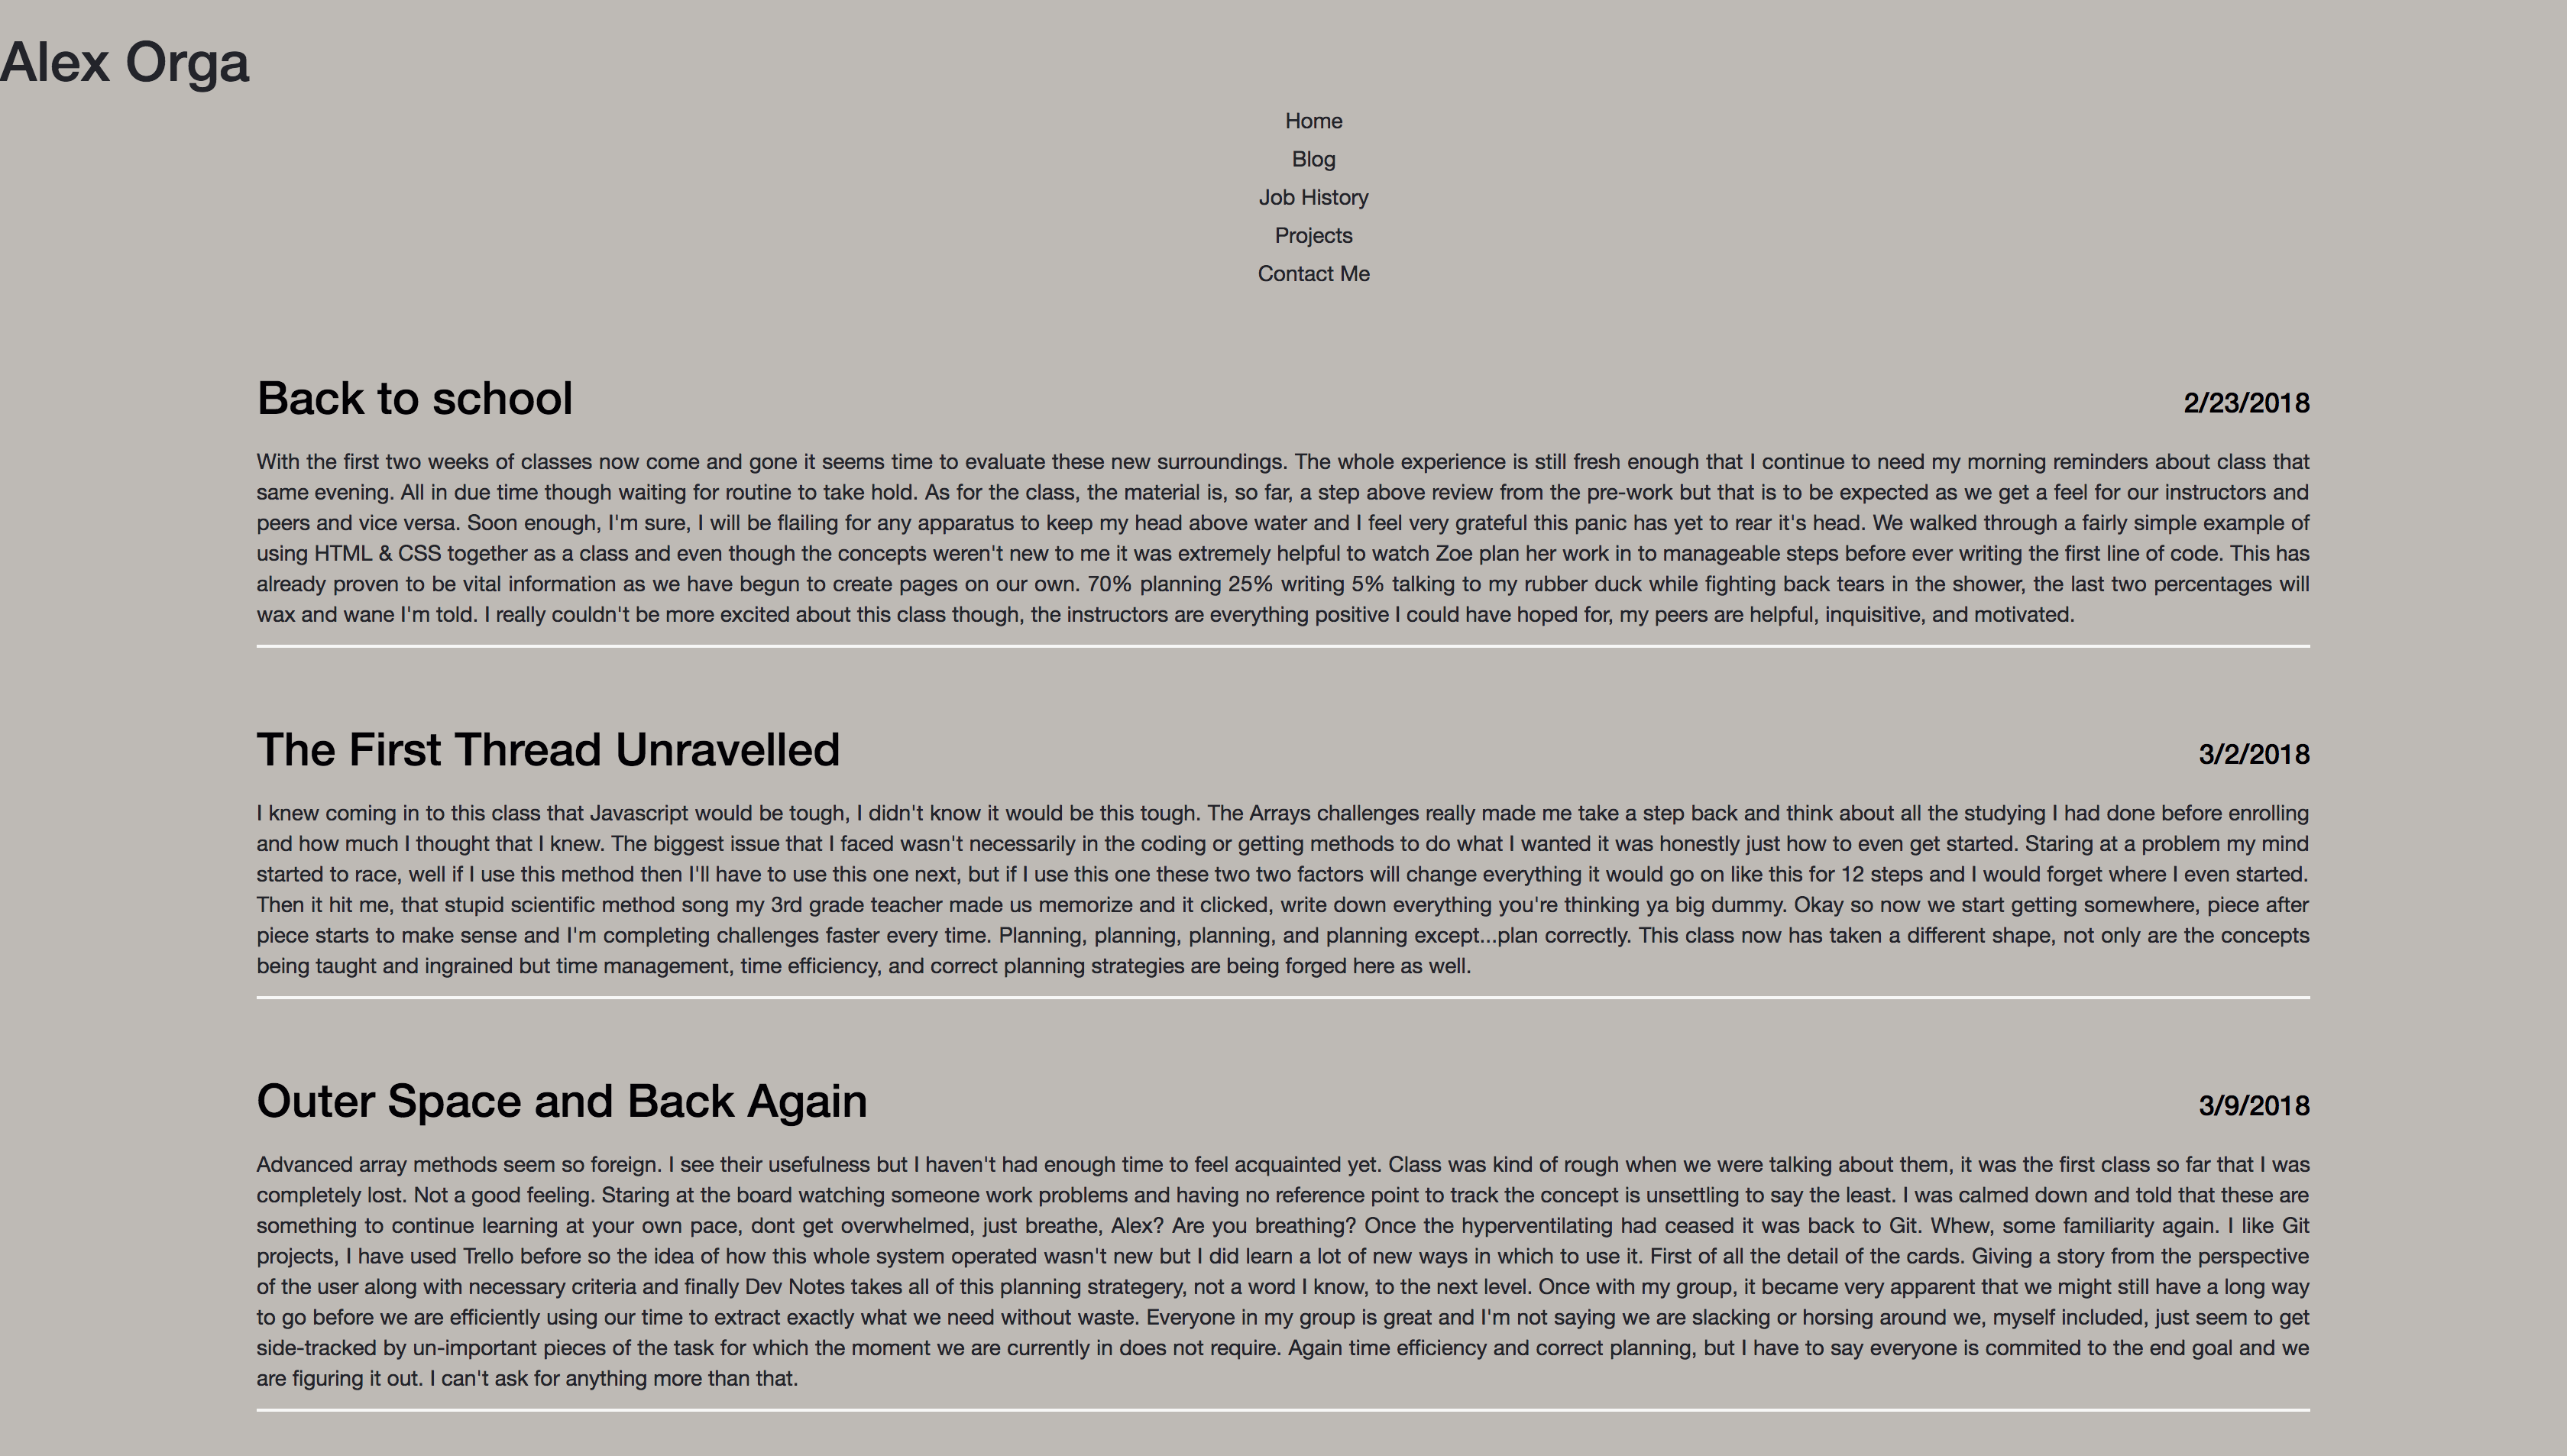 Alex Orga
Home
Blog
Job History
Projects
Contact Me
Back to school 2/23/2018
With the first two weeks of classes now come and gone it seems time to evaluate these new surroundings. The whole experience is still fresh enough that I continue to need my morning reminders about class that
same evening. All in due time though waiting for routine to take hold. As for the class, the material is, so far, a step above review from the pre-work but that is to be expected as we get a feel for our instructors and
peers and vice versa. Soon enough, I'm sure, I will be flailing for any apparatus to keep my head above water and I feel very grateful this panic has yet to rear it's head. We walked through a fairly simple example of
using HTML & CSS together as a class and even though the concepts weren't new to me it was extremely helpful to watch Zoe plan her work in to manageable steps before ever writing the first line of code. This has
already proven to be vital information as we have begun to create pages on our own. 70% planning 25% writing 5% talking to my rubber duck while fighting back tears in the shower, the last two percentages will
wax and wane I'm told. I really couldn't be more excited about this class though, the instructors are everything positive I could have hoped for, my peers are helpful, inquisitive, and motivated.
The First Thread Unravelled 3/2/2018
I knew coming in to this class that Javascript would be tough, I didn't know it would be this tough. The Arrays challenges really made me take a step back and think about all the studying I had done before enrolling
and how much I thought that I knew. The biggest issue that I faced wasn't necessarily in the coding or getting methods to do what I wanted it was honestly just how to even get started. Staring at a problem my mind
started to race, well if I use this method then I'll have to use this one next, but if I use this one these two two factors will change everything it would go on like this for 12 steps and I would forget where I even started.
Then it hit me, that stupid scientific method song my 3rd grade teacher made us memorize and it clicked, write down everything you're thinking ya big dummy. Okay so now we start getting somewhere, piece after
piece starts to make sense and I'm completing challenges faster every time. Planning, planning, planning, and planning except...plan correctly. This class now has taken a different shape, not only are the concepts
being taught and ingrained but time management, time efficiency, and correct planning strategies are being forged here as well.
Outer Space and Back Again 3/9/2018
Advanced array methods seem so foreign. I see their usefulness but I haven't had enough time to feel acquainted yet. Class was kind of rough when we were talking about them, it was the first class so far that I was
completely lost. Not a good feeling. Staring at the board watching someone work problems and having no reference point to track the concept is unsettling to say the least. I was calmed down and told that these are
something to continue learning at your own pace, dont get overwhelmed, just breathe, Alex? Are you breathing? Once the hyperventilating had ceased it was back to Git. Whew, some familiarity again. I like Git
projects, I have used Trello before so the idea of how this whole system operated wasn't new but I did learn a lot of new ways in which to use it. First of all the detail of the cards. Giving a story from the perspective
of the user along with necessary criteria and finally Dev Notes takes all of this planning strategery, not a word I know, to the next level. Once with my group, it became very apparent that we might still have a long way
to go before we are efficiently using our time to extract exactly what we need without waste. Everyone in my group is great and I'm not saying we are slacking or horsing around we, myself included, just seem to get
side-tracked by un-important pieces of the task for which the moment we are currently in does not require. Again time efficiency and correct planning, but I have to say everyone is commited to the end goal and we
are figuring it out. I can't ask for anything more than that.